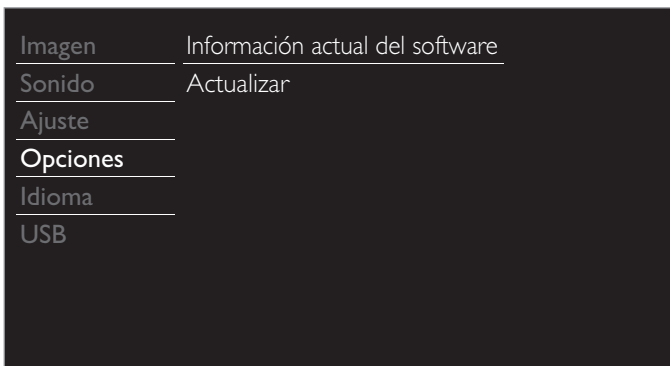 Imagen
Sonido
Ajuste
Opciones
Idioma
USB
Información actual del software
Actualizar